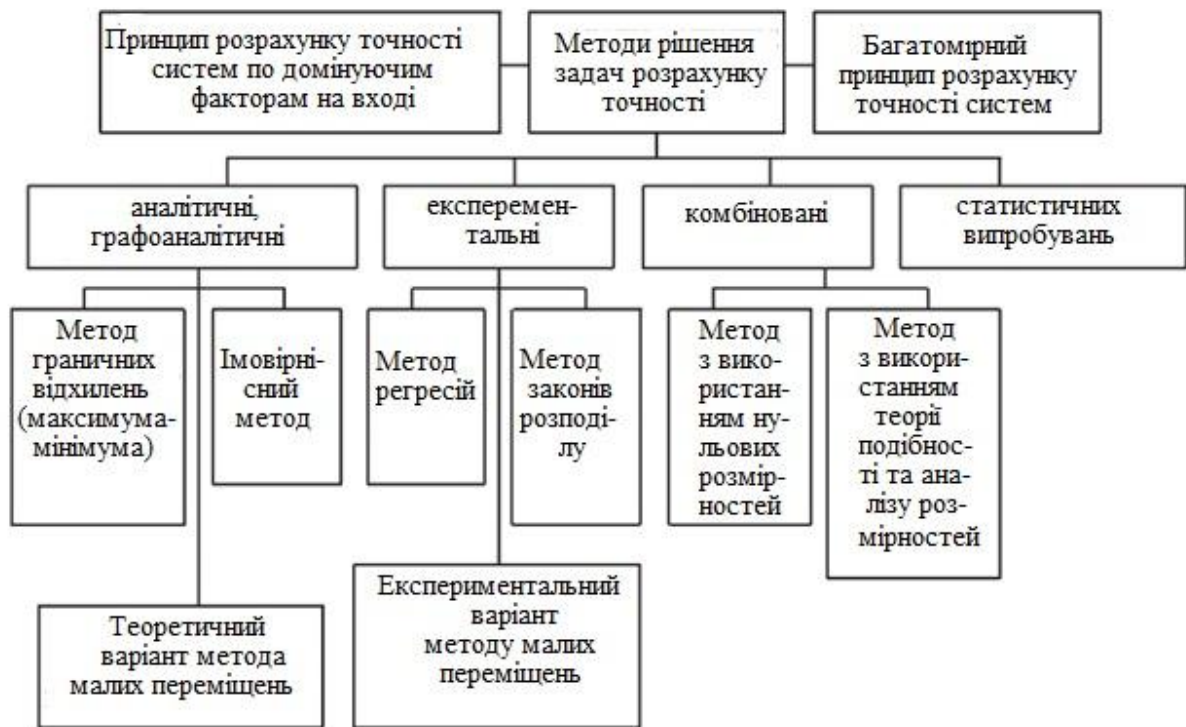 Принцип розрахунку точності
систем по домінуючим
факторам на вході
Методи рішення
задач розрахунку
точності
Багатомірний
принцип розрахунку
точності систем
аналітичні,
графоаналітичні
експеремен-
тальні
комбіновані
статистичних
випробувань
Метод
граничних
відхилень
(максимума-
мінімума)
Імовірні-
сний
метод
Метод
регресій
Метод
законів
розподі-
лу
Метод
з вико-
ристан-
ням ну-
льових
розмір-
ностей
Метод
з викори-
станням
теорії
подібнос-
ті та ана-
лізу роз-
мірностей
Теоретичний
варіант метода
малих переміщень
Експериментальний
варіант
методу малих
переміщень